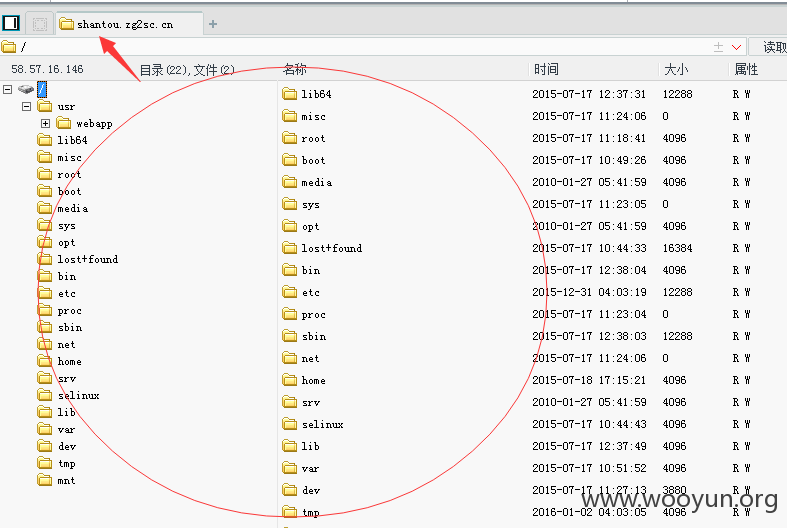 shantou.zg2sc.cn
/
读取
58.57.16.146
目录(22),文件(2)
名称
时间
大小
属性
/
usr
webapp
lib64
misc
root
boot
media
sys
opt
lost+found
bin
etc
proc
sbin
net
home
srv
selinux
lib
var
dev
tmp
mnt
lib64 2015-07-17 12:37:31 12288 R W
misc 2015-07-17 11:24:06 0 R W
root 2015-07-17 11:18:41 4096 R W
boot 2015-07-17 10:49:26 4096 R W
media 2010-01-27 05:41:59 4096 R W
sys 2015-07-17 11:23:05 0 R W
opt 2010-01-27 05:41:59 4096 R W
lost+found 2015-07-17 10:44:33 16384 R W
bin 2015-07-17 12:38:04 4096 R W
etc 2015-12-31 04:03:19 12288 R W
proc 2015-07-17 11:23:04 0 R W
sbin 2015-07-17 12:38:03 12288 R W
net 2015-07-17 11:24:06 0 R W
home 2015-07-18 17:15:21 4096 R W
srv 2010-01-27 05:41:59 4096 R W
selinux 2015-07-17 10:44:43 4096 R W
lib 2015-07-17 12:37:49 4096 R W
var 2015-07-17 10:51:52 4096 R W
dev 2015-07-17 11:27:13 3880 R W
tmp 2016-01-02 04:03:05 4096 R W
www.wooyun.org